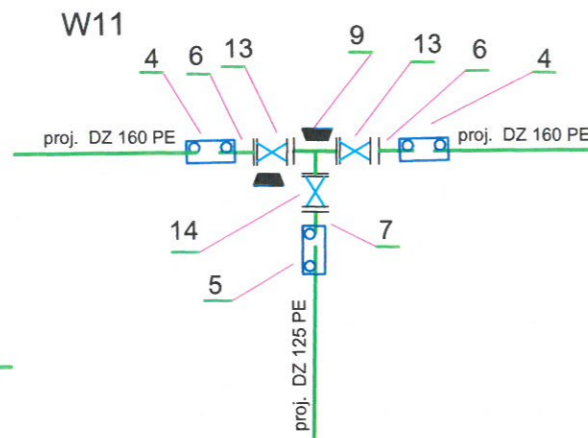 W11
4 6 13 9 13 6 4
proj. DZ 160 PE
proj. DZ 160 PE
14 7
5
proj. DZ 125 PE